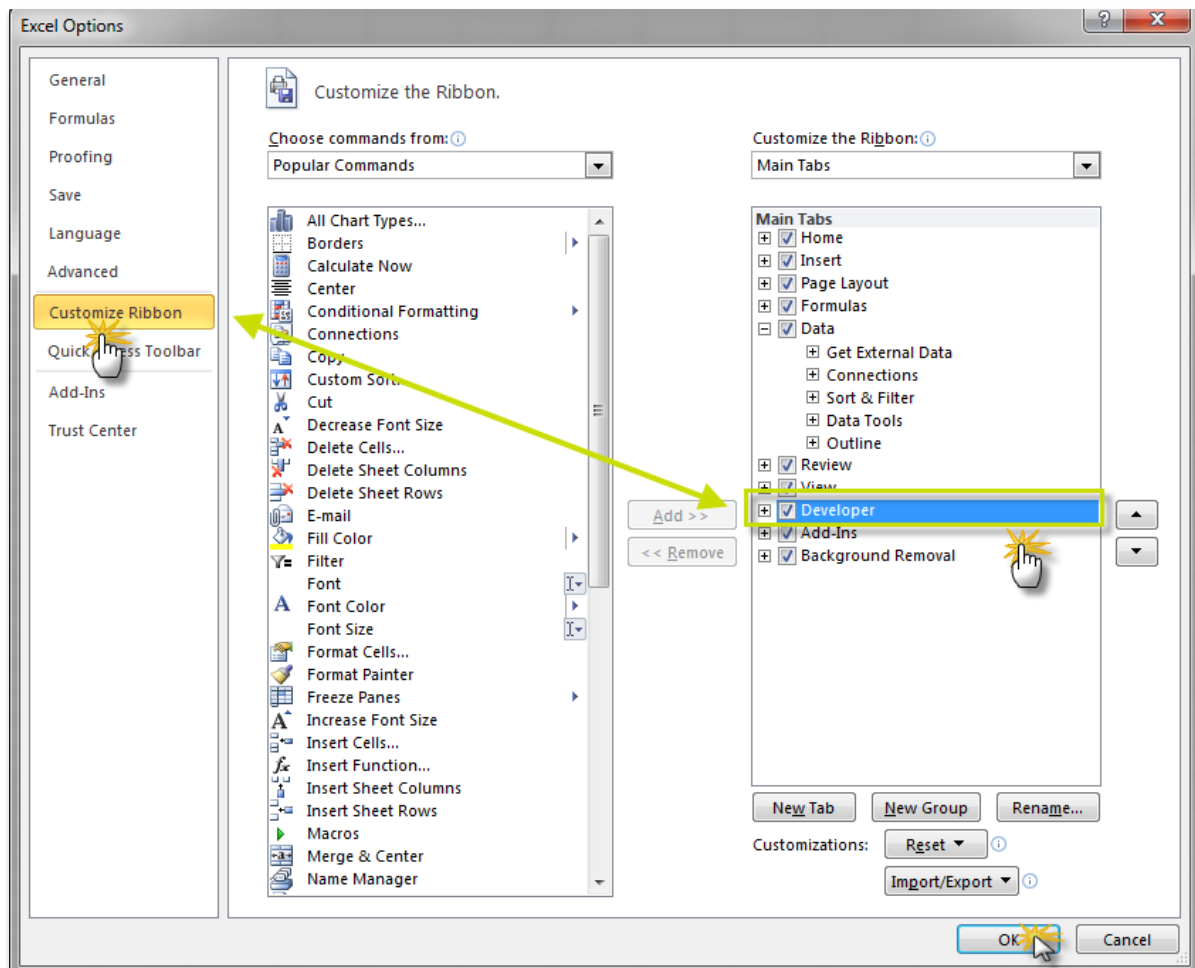 Excel Options
General
Formulas
Proofing
Save
Language
Advanced
Customize Ribbon
Quick Access Toolbar
Add-Ins
Trust Center
Customize the Ribbon.
Choose commands from:
Popular Commands
All Chart Types...
Borders
Calculate Now
Center
Conditional Formatting
Connections
Copy
Custom Sort...
Cut
Decrease Font Size
Delete Cells...
Delete Sheet Columns
Delete Sheet Rows
E-mail
Fill Color
Filter
Font
Font Color
Font Size
Format Cells...
Format Painter
Freeze Panes
Increase Font Size
Insert Cells...
Insert Function...
Insert Sheet Columns
Insert Sheet Rows
Macros
Merge & Center
Name Manager
Add >>
<< Remove
Customize the Ribbon:
Main Tabs
Main Tabs
Home
Insert
Page Layout
Formulas
Data
Get External Data
Connections
Sort & Filter
Data Tools
Outline
Review
View
Developer
Add-Ins
Background Removal
New Tab
New Group
Rename...
Customizations:
Reset
Import/Export
OK
Cancel